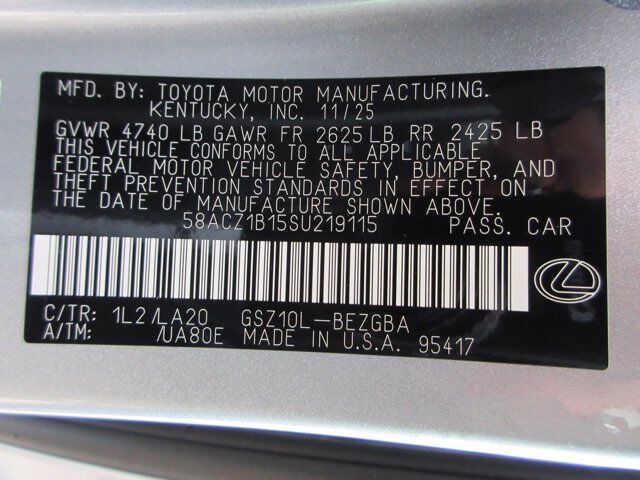 MFD. BY: TOYOTA MOTOR MANUFACTURING.
KENTUCKY, INC. 11/25
GVWR 4740 LB GAWR FR 2625 LB RR 2425 LB
THIS VEHICLE CONFORMS TO ALL APPLICABLE
FEDERAL MOTOR VEHICLE SAFETY, BUMPER, AND
THEFT PREVENTION STANDARDS IN EFFECT ON
THE DATE OF MANUFACTURE SHOWN ABOVE.
58ACZ1B15SU219115 PASS. CAR
C/TR: 1L2/LA20 GSZ10L-BEZGBA
A/TM: /UA80E MADE IN U.S.A. 95417